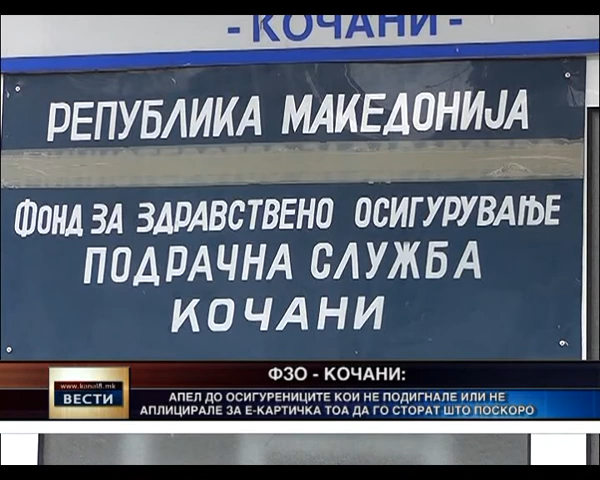 - КОЧАНИ -
РЕПУБЛИКА МАКЕДОНИЈА
ФОНД ЗА ЗДРАВСТВЕНО ОСИГУРУВАЊЕ
ПОДРАЧНА СЛУЖБА
КОЧАНИ
ФЗО - КОЧАНИ:
www.kanal8.mk
ВЕСТИ
АПЕЛ ДО ОСИГУРЕНИЦИТЕ КОИ НЕ ПОДИГНАЛЕ ИЛИ НЕ
АПЛИЦИРАЛЕ ЗА Е-КАРТИЧКА ТОА ДА ГО СТОРАТ ШТО ПОСКОРО